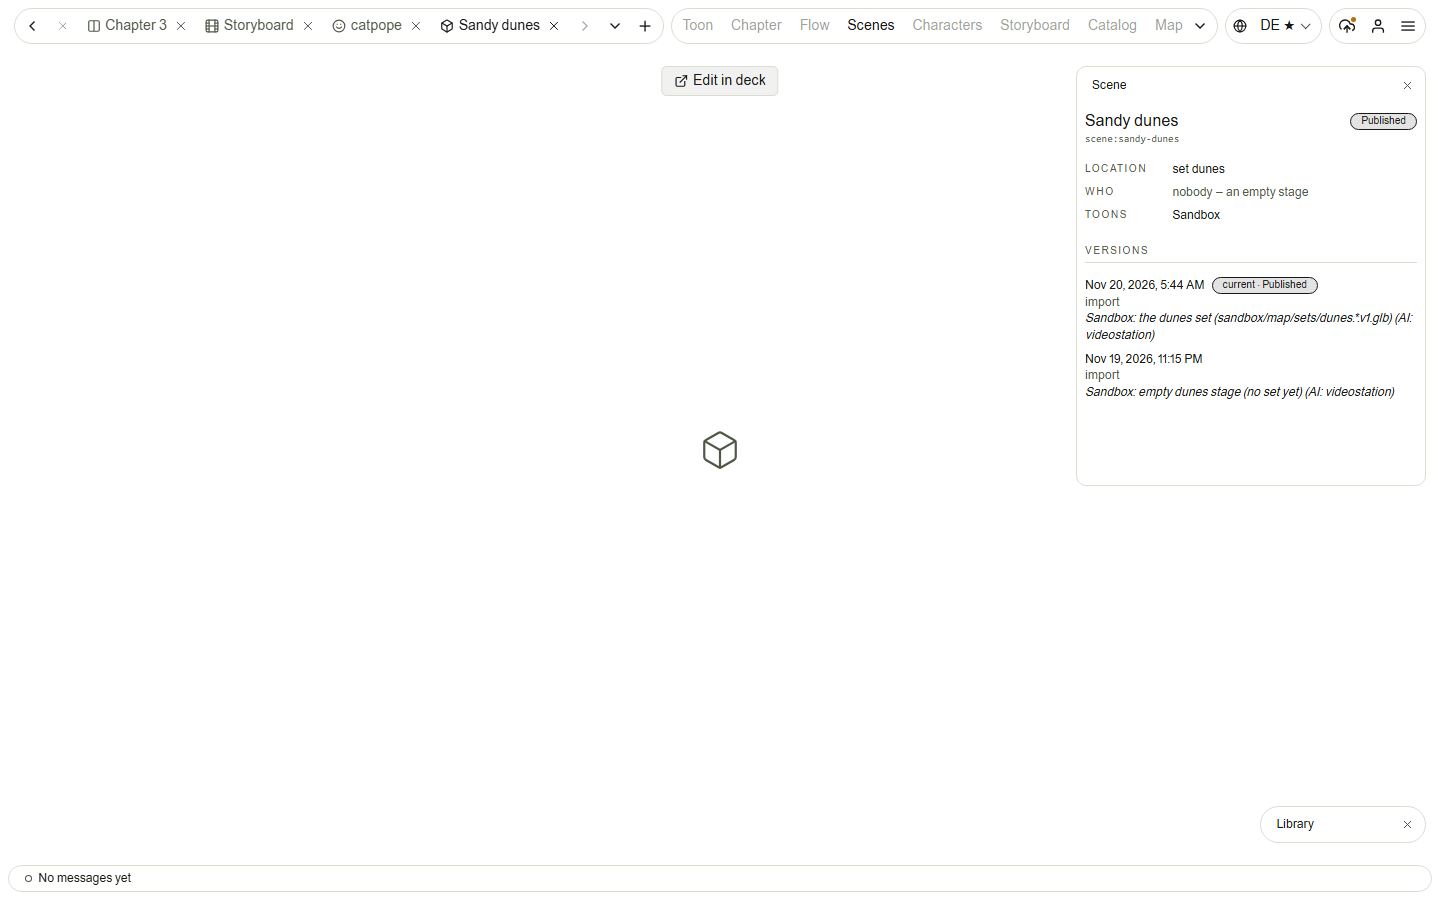 Chapter 3
Storyboard
catpope
Sandy dunes
Toon
Chapter
Flow
Scenes
Characters
Storyboard
Catalog
Map
DE ★
Edit in deck
Scene
Sandy dunes
Published
scene:sandy-dunes
LOCATION set dunes
WHO nobody – an empty stage
TOONS Sandbox
VERSIONS
Nov 20, 2026, 5:44 AM current · Published
import
Sandbox: the dunes set (sandbox/map/sets/dunes.*.v1.glb) (AI:
videostation)
Nov 19, 2026, 11:15 PM
import
Sandbox: empty dunes stage (no set yet) (AI: videostation)
Library
No messages yet